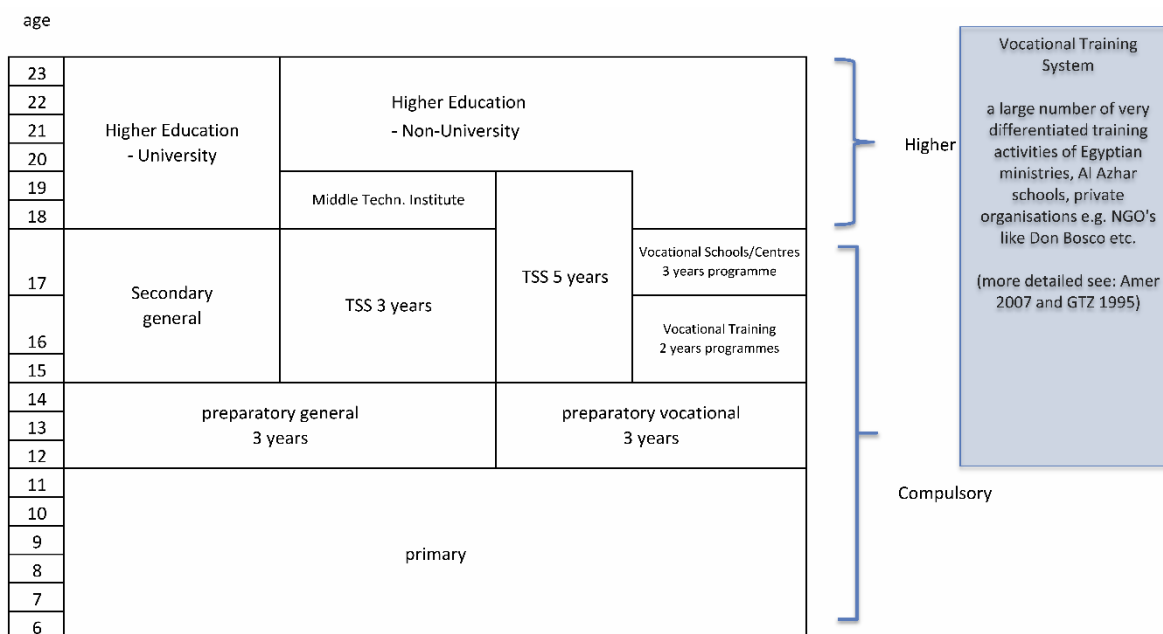 age
23
22
21
20
19
18
17
16
15
14
13
12
11
10
9
8
7
6
Higher Education
- University
Higher Education
- Non-University
Middle Techn. Institute
Secondary
general
TSS 3 years
TSS 5 years
Vocational Schools/Centres
3 years programme
Vocational Training
2 years programmes
preparatory general
3 years
preparatory vocational
3 years
primary
Higher
Compulsory
Vocational Training
System
a large number of very
differentiated training
activities of Egyptian
ministries, Al Azhar
schools, private
organisations e.g. NGO's
like Don Bosco etc.
(more detailed see: Amer
2007 and GTZ 1995)